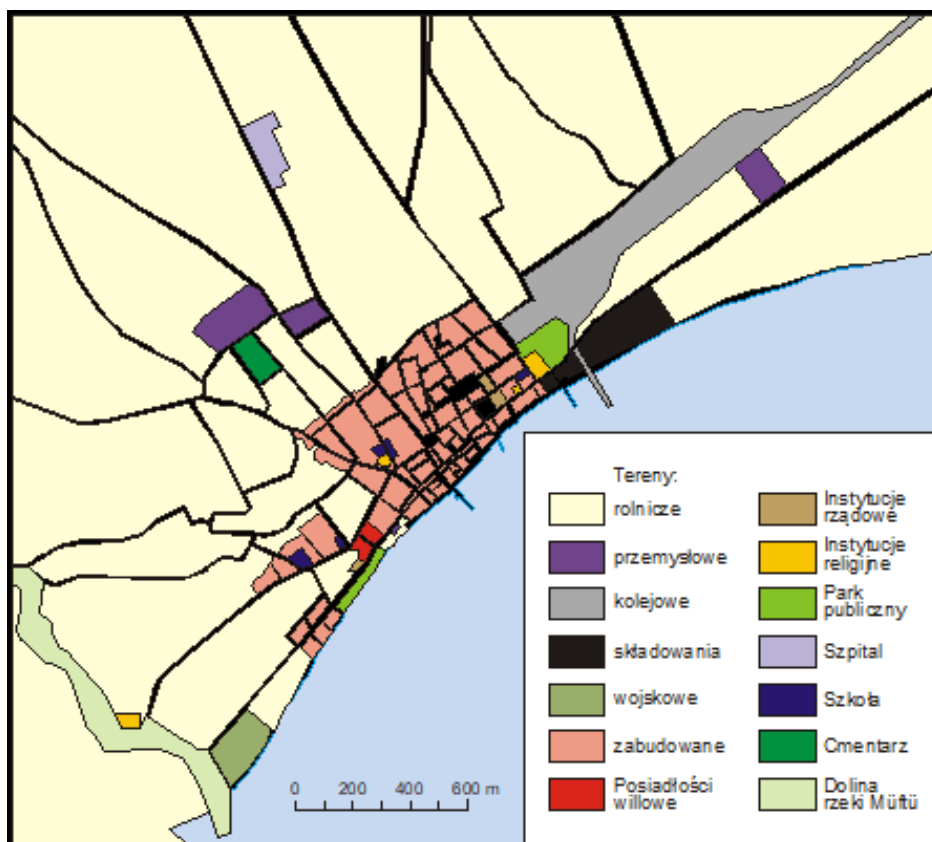 Tereny:
rolnicze
przemysłowe
kolejowe
składowania
wojskowe
zabudowane
Posiadłości
willowe
Instytucje
rządowe
Instytucje
religijne
Park
publiczny
Szpital
Szkoła
Cmentarz
Dolina
rzeki Müftü
0 200 400 600 m